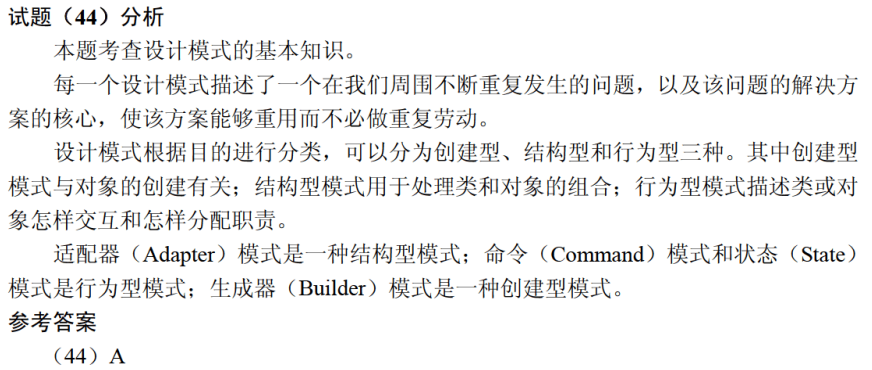 试题（44）分析
本题考查设计模式的基本知识。
每一个设计模式描述了一个在我们周围不断重复发生的问题，以及该问题的解决方
案的核心，使该方案能够重用而不必做重复劳动。
设计模式根据目的进行分类，可以分为创建型、结构型和行为型三种。其中创建型
模式与对象的创建有关；结构型模式用于处理类和对象的组合；行为型模式描述类或对
象怎样交互和怎样分配职责。
适配器（Adapter）模式是一种结构型模式；命令（Command）模式和状态（State）
模式是行为型模式；生成器（Builder）模式是一种创建型模式。
参考答案
（44）A